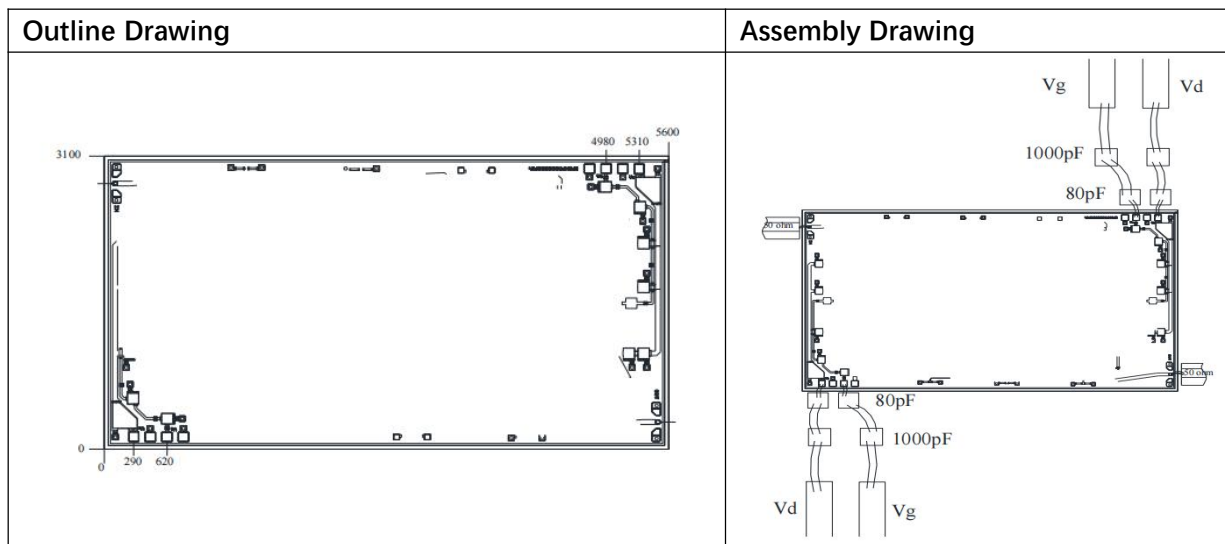 Outline Drawing
Assembly Drawing
Vg
Vd
5600
4980
5310
3100
1000pF
80pF
50 ohm
50 ohm
0
290
620
0
80pF
1000pF
Vd
Vg